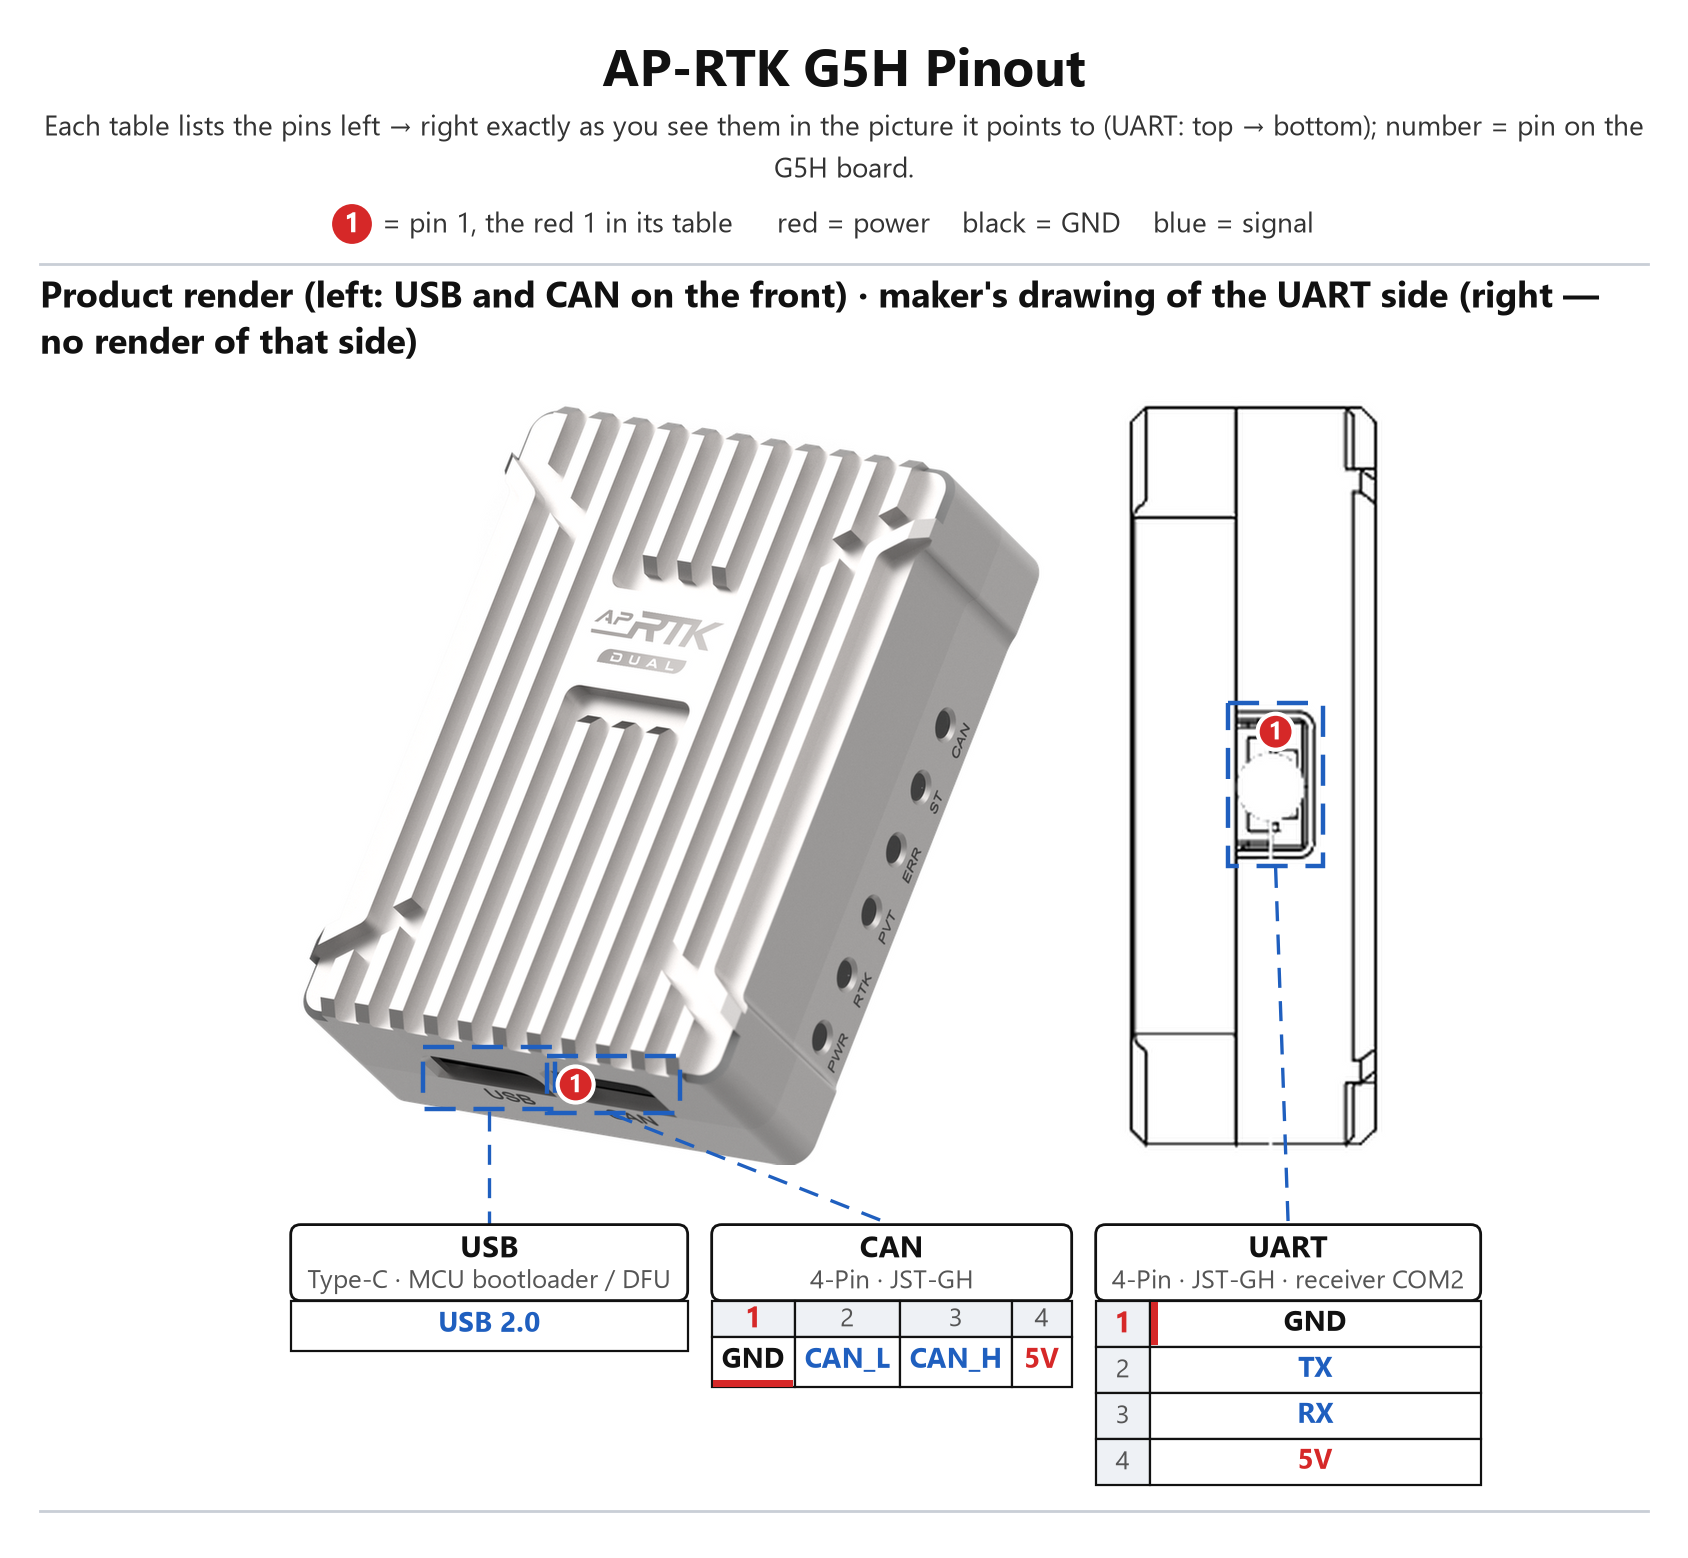 AP-RTK G5H Pinout
Each table lists the pins left → right exactly as you see them in the picture it points to (UART: top → bottom); number = pin on the
G5H board.
1 = pin 1, the red 1 in its table red = power black = GND blue = signal
Product render (left: USB and CAN on the front) · maker's drawing of the UART side (right —
no render of that side)
AP RTK
DUAL
CAN
ST
ERR
PVT
RTK
PWR
1
USB
1
CAN
USB
Type-C · MCU bootloader / DFU
USB 2.0
CAN
4-Pin · JST-GH
1 2 3 4
GND CAN_L CAN_H 5V
UART
4-Pin · JST-GH · receiver COM2
1 GND
2 TX
3 RX
4 5V